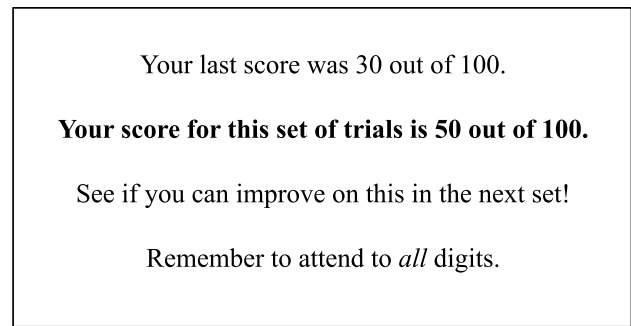 Your last score was 30 out of 100.
Your score for this set of trials is 50 out of 100.
See if you can improve on this in the next set!
Remember to attend to all digits.